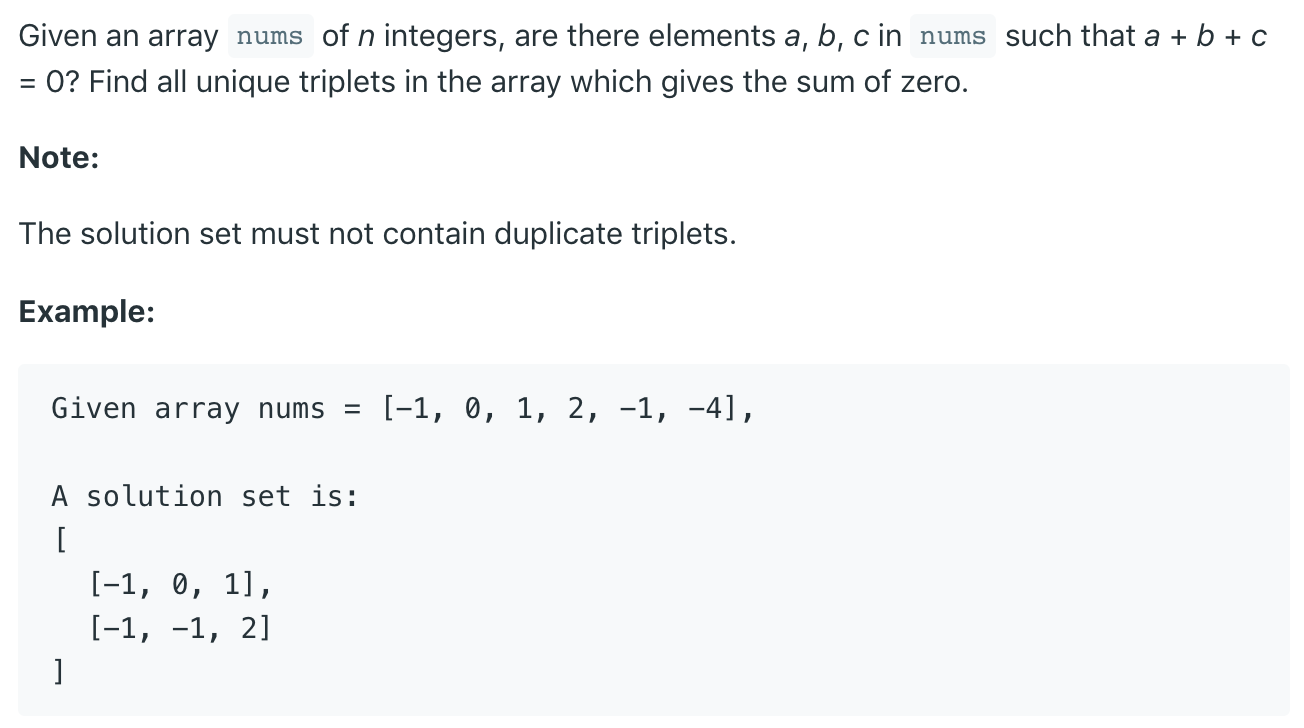 Given an array nums of n integers, are there elements a, b, c in nums such that a + b + c
= 0? Find all unique triplets in the array which gives the sum of zero.
Note:
The solution set must not contain duplicate triplets.
Example:
Given array nums = [-1, 0, 1, 2, -1, -4],
A solution set is:
[
[-1, 0, 1],
[-1, -1, 2]
]